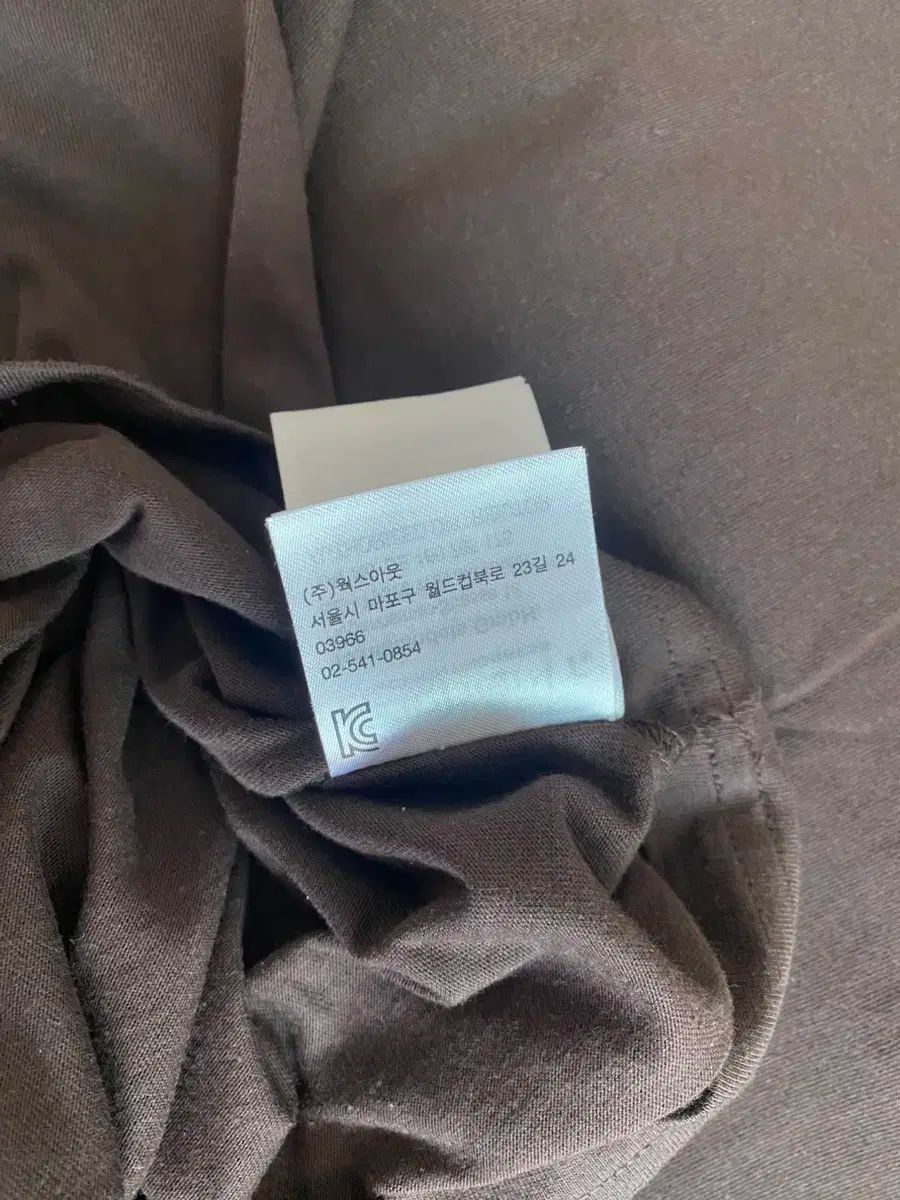 (주)웍스아웃
서울시 마포구 월드컵북로 23길 24
03966
02-541-0854